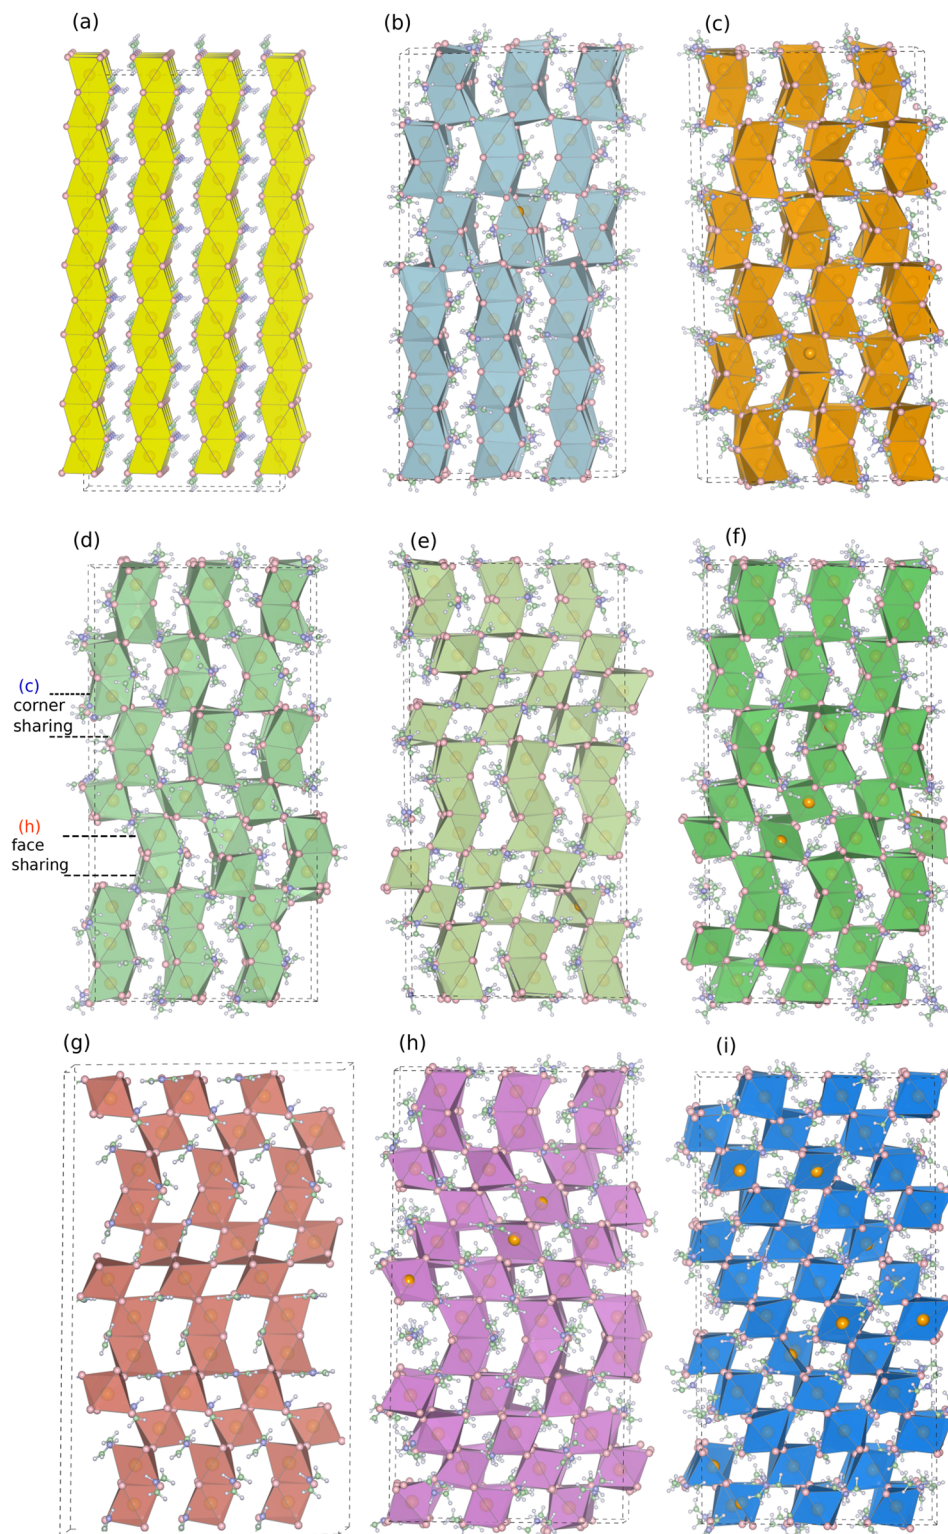 (a)
(b)
(c)
(d)
(e)
(f)
(c)
corner
sharing
(h)
face
sharing
(g)
(h)
(i)